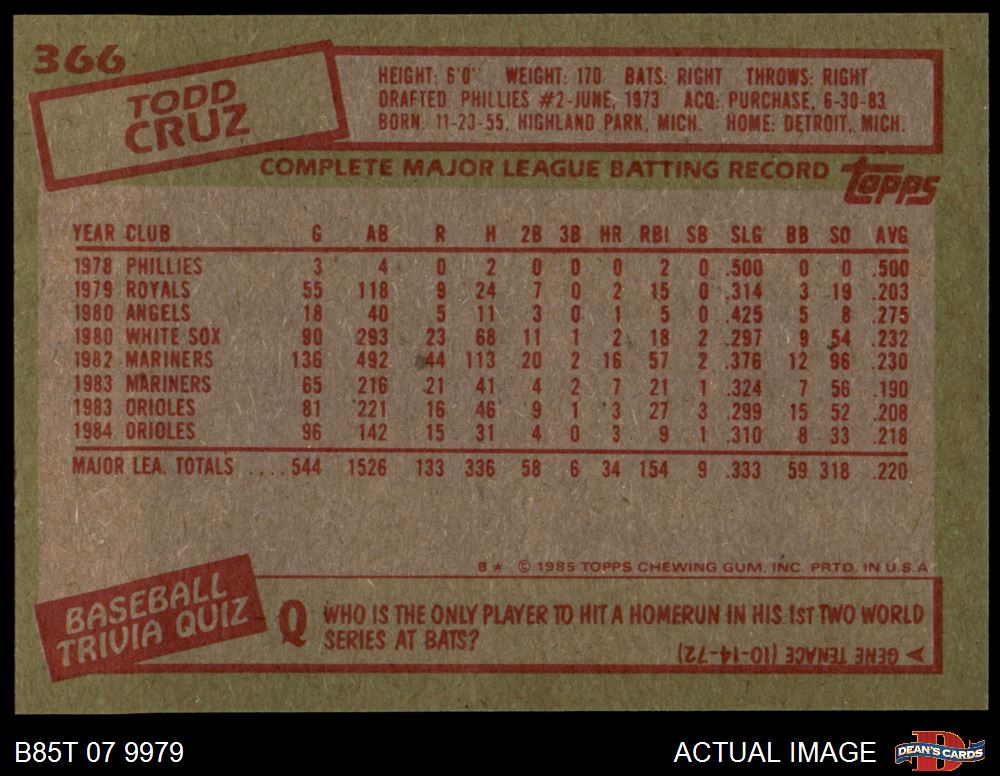 366
TODD
CRUZ
HEIGHT: 6'0" WEIGHT: 170 BATS: RIGHT THROWS: RIGHT
DRAFTED PHILLIES #2-JUNE, 1973 ACQ: PURCHASE, 6-30-83
BORN: 11-23-55, HIGHLAND PARK, MICH. HOME: DETROIT, MICH.
COMPLETE MAJOR LEAGUE BATTING RECORD topps
YEAR CLUB G AB R H 2B 3B HR RBI SB SLG BB SO AVG
1978 PHILLIES 3 4 0 2 0 0 0 2 0 .500 0 0 .500
1979 ROYALS 55 118 9 24 7 0 2 15 0 .314 3 19 .203
1980 ANGELS 18 40 5 11 3 0 1 5 0 .425 5 8 .275
1980 WHITE SOX 90 293 23 68 11 1 2 18 2 .297 9 54 .232
1982 MARINERS 136 492 44 113 20 2 16 57 2 .376 12 96 .230
1983 MARINERS 65 216 21 41 4 2 7 21 1 .324 7 56 .190
1983 ORIOLES 81 221 16 46 9 1 3 27 3 .299 15 52 .208
1984 ORIOLES 96 142 15 31 4 0 3 9 1 .310 8 33 .218
MAJOR LEA. TOTALS ....544 1526 133 336 58 6 34 154 9 .333 59 318 .220
B★ © 1985 TOPPS CHEWING GUM, INC. PRTD. IN U.S.A.
BASEBALL
TRIVIA QUIZ
Q WHO IS THE ONLY PLAYER TO HIT A HOMERUN IN HIS 1ST TWO WORLD
SERIES AT BATS?
GENE TENACE (10-14-72)
B85T 07 9979
ACTUAL IMAGE
D
DEAN'S CARDS